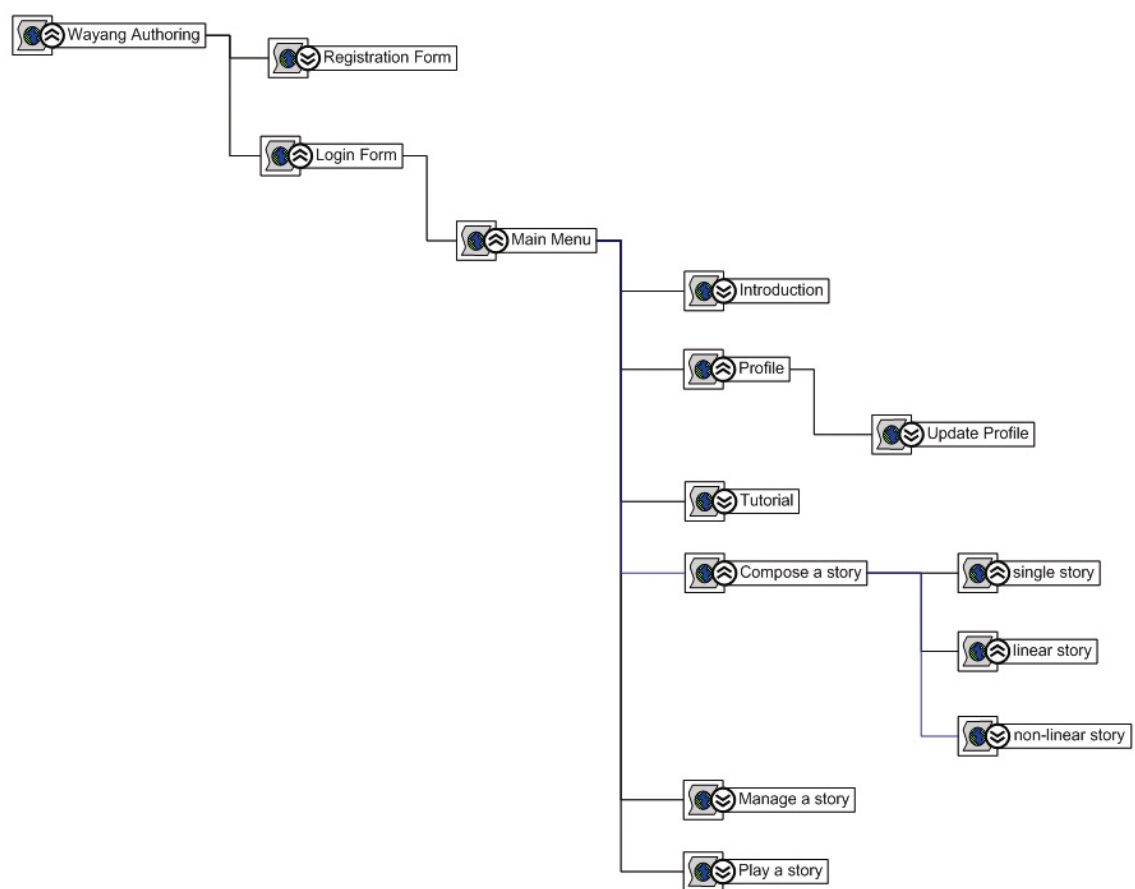 Wayang Authoring
Registration Form
Login Form
Main Menu
Introduction
Profile
Update Profile
Tutorial
Compose a story
single story
linear story
non-linear story
Manage a story
Play a story